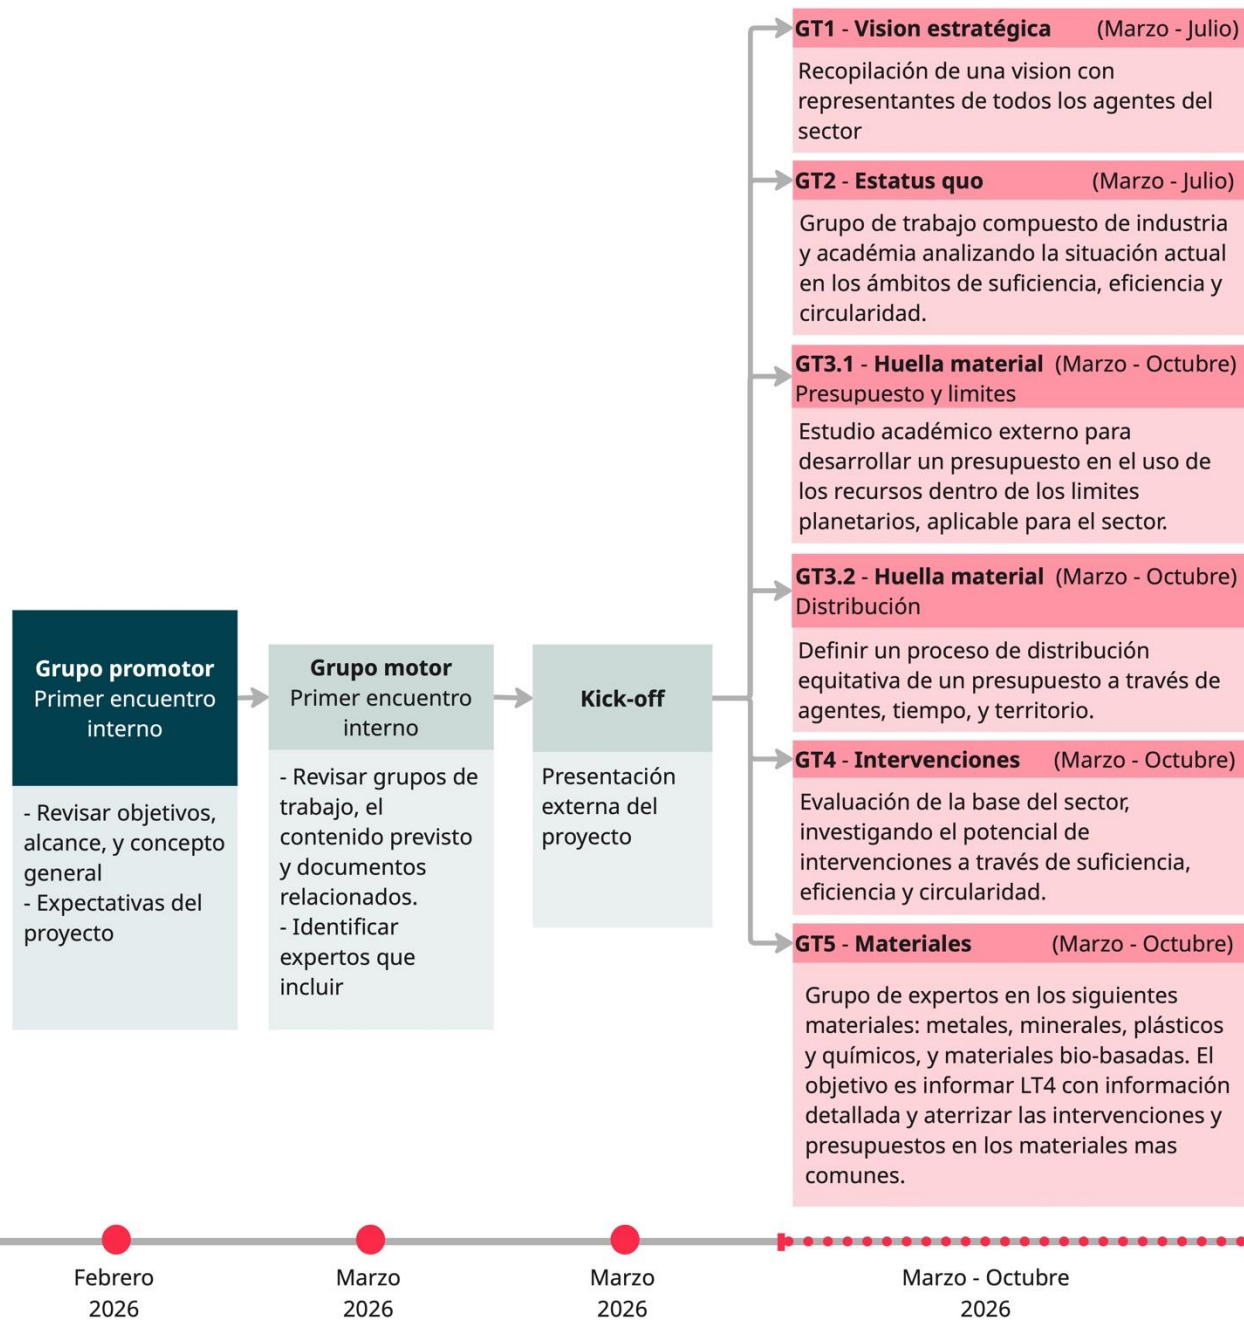 Grupo promotor
Primer encuentro
interno
- Revisar objetivos,
alcance, y concepto
general
- Expectativas del
proyecto
Grupo motor
Primer encuentro
interno
- Revisar grupos de
trabajo, el
contenido previsto
y documentos
relacionados.
- Identificar
expertos que
incluir
Kick-off
Presentación
externa del
proyecto
GT1 - Vision estratégica (Marzo - Julio)
Recopilación de una vision con
representantes de todos los agentes del
sector
GT2 - Estatus quo (Marzo - Julio)
Grupo de trabajo compuesto de industria
y académia analizando la situación actual
en los ámbitos de suficiencia, eficiencia y
circularidad.
GT3.1 - Huella material (Marzo - Octubre)
Presupuesto y limites
Estudio académico externo para
desarrollar un presupuesto en el uso de
los recursos dentro de los limites
planetarios, aplicable para el sector.
GT3.2 - Huella material (Marzo - Octubre)
Distribución
Definir un proceso de distribución
equitativa de un presupuesto a través de
agentes, tiempo, y territorio.
GT4 - Intervenciones (Marzo - Octubre)
Evaluación de la base del sector,
investigando el potencial de
intervenciones a través de suficiencia,
eficiencia y circularidad.
GT5 - Materiales (Marzo - Octubre)
Grupo de expertos en los siguientes
materiales: metales, minerales, plásticos
y químicos, y materiales bio-basadas. El
objetivo es informar LT4 con información
detallada y aterrizar las intervenciones y
presupuestos en los materiales mas
comunes.
Febrero
2026
Marzo
2026
Marzo
2026
Marzo - Octubre
2026